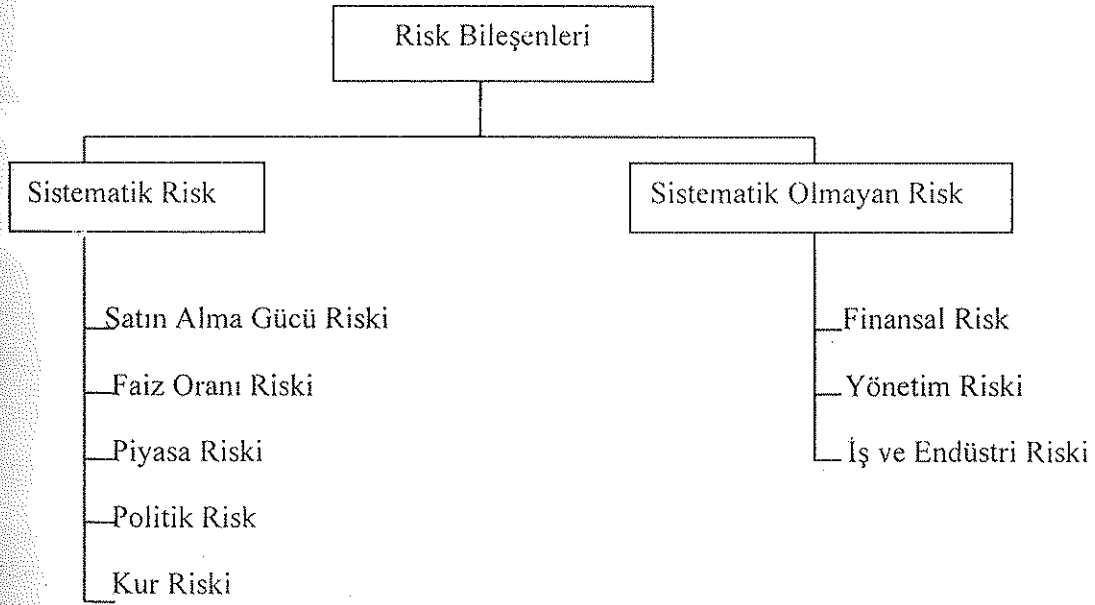 Risk Bileşenleri
Sistematik Risk
Satın Alma Gücü Riski
Faiz Oranı Riski
Piyasa Riski
Politik Risk
Kur Riski
Sistematik Olmayan Risk
Finansal Risk
Yönetim Riski
İş ve Endüstri Riski